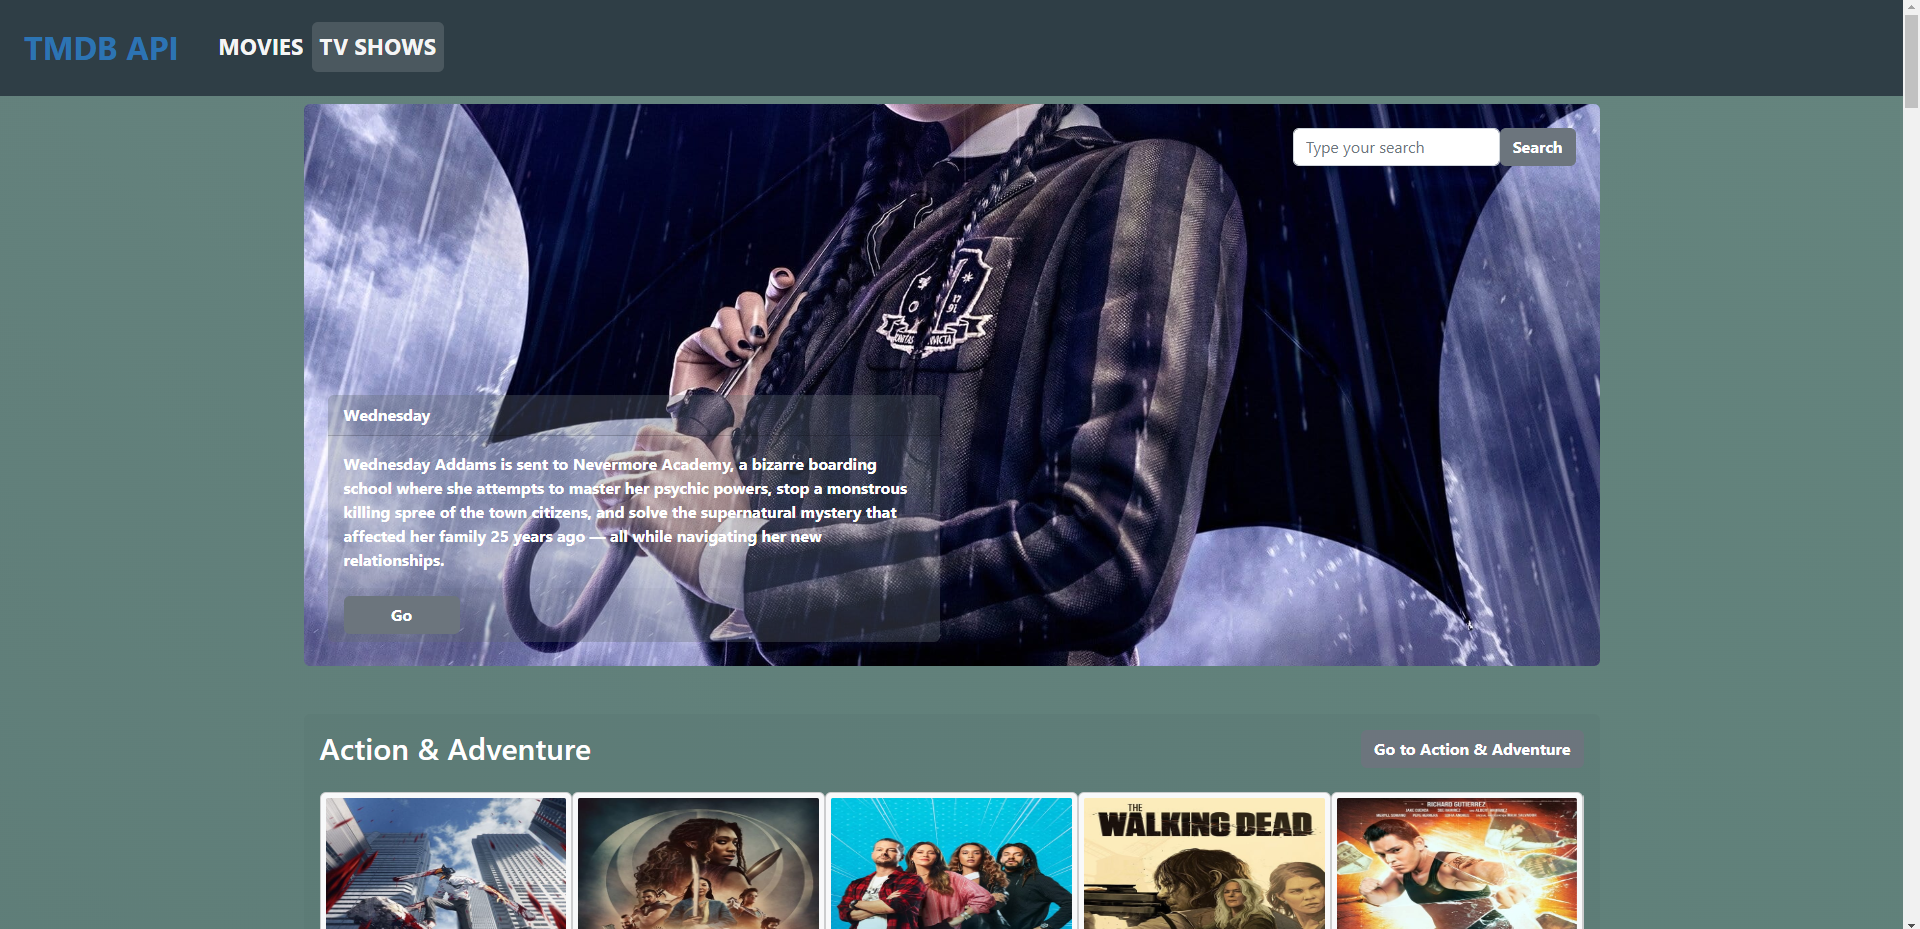 TMDB API
MOVIES
TV SHOWS
Type your search
Search
17
91
Wednesday
Wednesday Addams is sent to Nevermore Academy, a bizarre boarding
school where she attempts to master her psychic powers, stop a monstrous
killing spree of the town citizens, and solve the supernatural mystery that
affected her family 25 years ago — all while navigating her new
relationships.
Go
Action & Adventure
Go to Action & Adventure
THE
WALKING DEAD
RICHARD GUTIERREZ